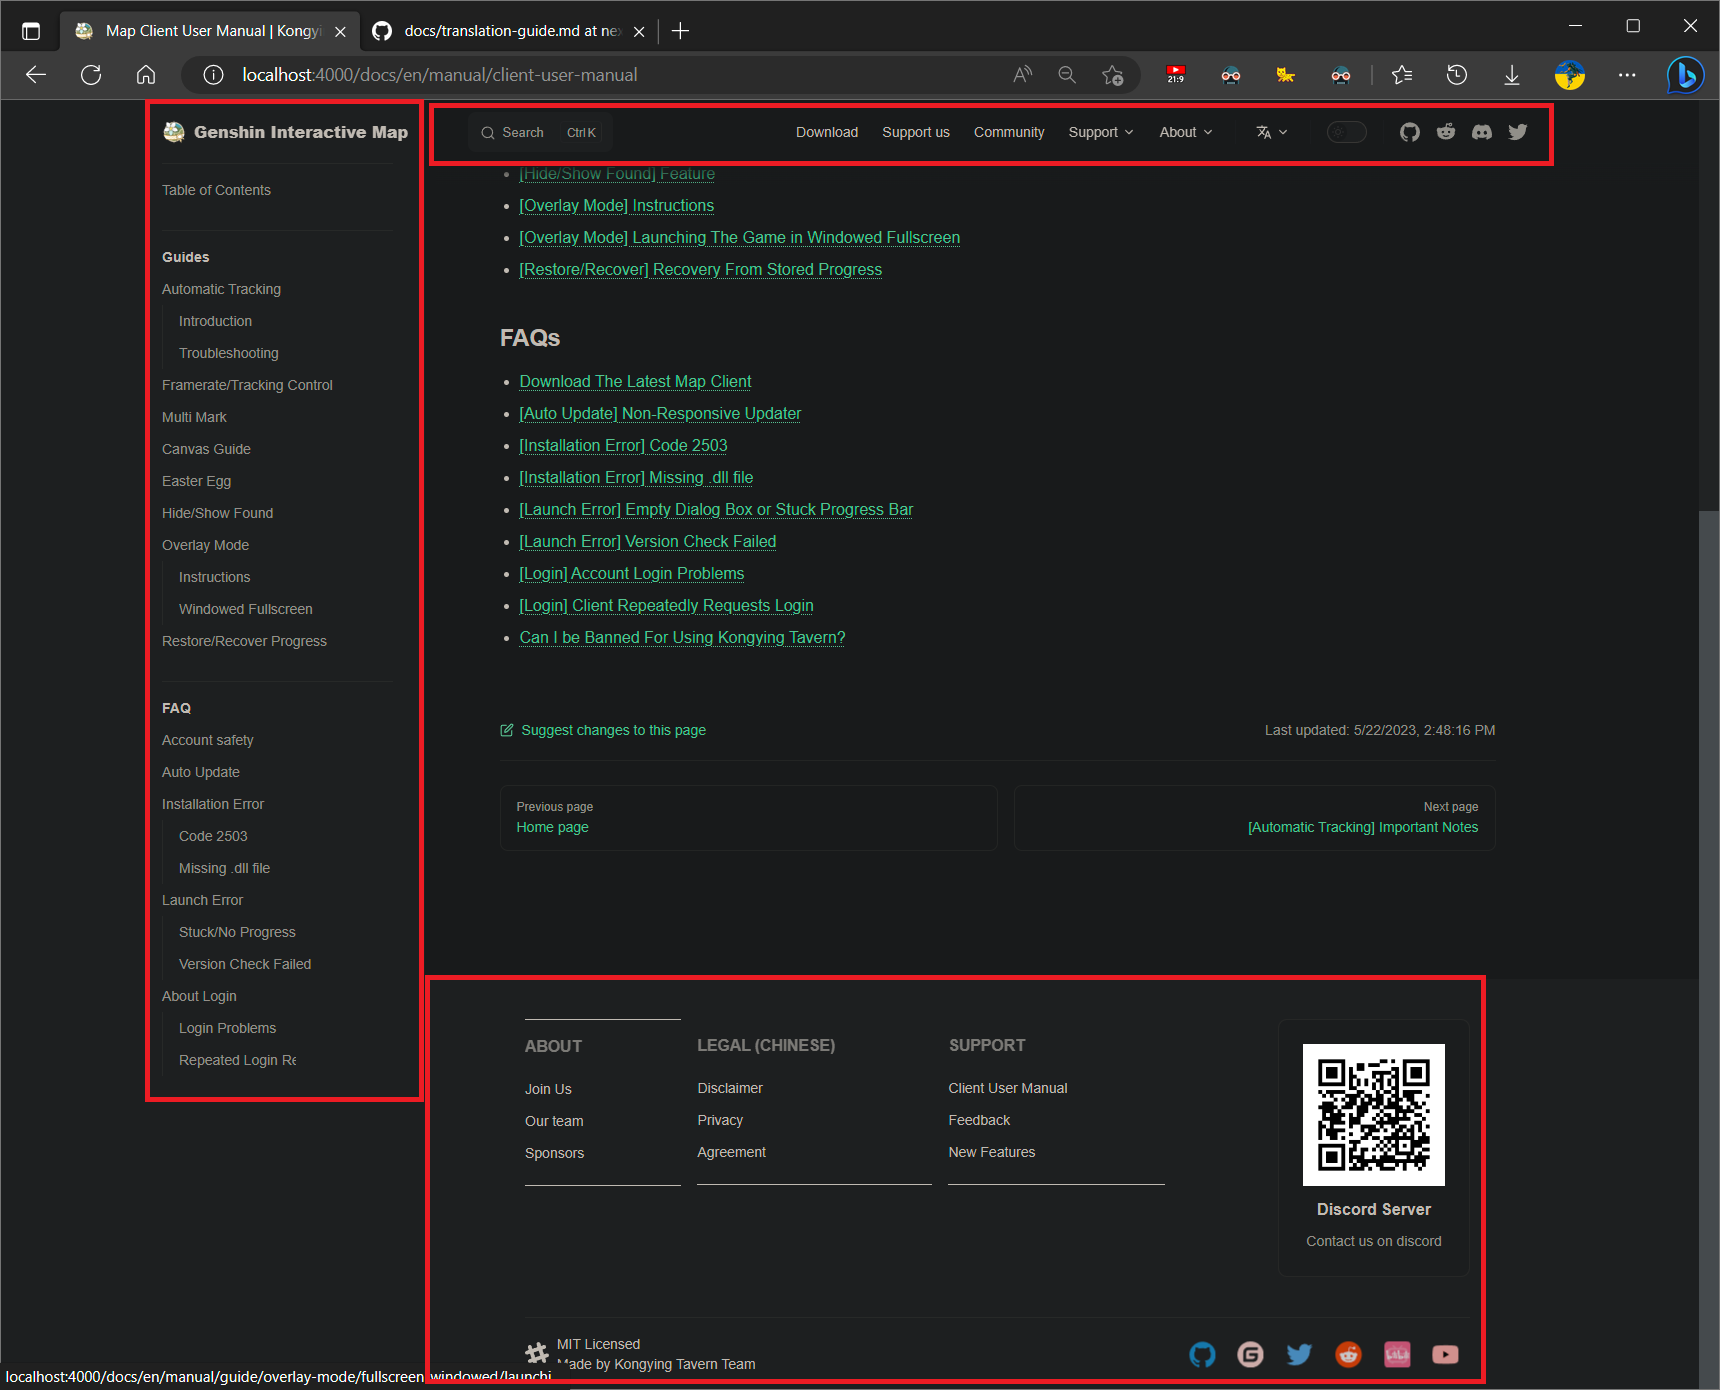 Map Client User Manual | Kongyi
docs/translation-guide.md at ne
localhost:4000/docs/en/manual/client-user-manual
21:9
Genshin Interactive Map
Search Ctrl K
Download
Support us
Community
Support
About
Table of Contents
Guides
Automatic Tracking
Introduction
Troubleshooting
Framerate/Tracking Control
Multi Mark
Canvas Guide
Easter Egg
Hide/Show Found
Overlay Mode
Instructions
Windowed Fullscreen
Restore/Recover Progress
FAQ
Account safety
Auto Update
Installation Error
Code 2503
Missing .dll file
Launch Error
Stuck/No Progress
Version Check Failed
About Login
Login Problems
Repeated Login Re
[Hide/Show Found] Feature
[Overlay Mode] Instructions
[Overlay Mode] Launching The Game in Windowed Fullscreen
[Restore/Recover] Recovery From Stored Progress
FAQs
Download The Latest Map Client
[Auto Update] Non-Responsive Updater
[Installation Error] Code 2503
[Installation Error] Missing .dll file
[Launch Error] Empty Dialog Box or Stuck Progress Bar
[Launch Error] Version Check Failed
[Login] Account Login Problems
[Login] Client Repeatedly Requests Login
Can I be Banned For Using Kongying Tavern?
Suggest changes to this page
Last updated: 5/22/2023, 2:48:16 PM
Previous page
Home page
Next page
[Automatic Tracking] Important Notes
ABOUT
Join Us
Our team
Sponsors
LEGAL (CHINESE)
Disclaimer
Privacy
Agreement
SUPPORT
Client User Manual
Feedback
New Features
Discord Server
Contact us on discord
MIT Licensed
Made by Kongying Tavern Team
localhost:4000/docs/en/manual/guide/overlay-mode/fullscreen-windowed/launchi